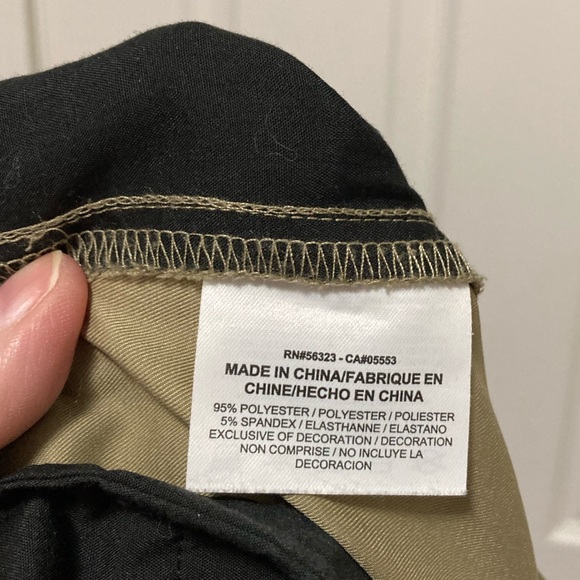 RN#56323 - CA#05553
MADE IN CHINA/FABRIQUE EN
CHINE/HECHO EN CHINA
95% POLYESTER / POLYESTER / POLIESTER
5% SPANDEX / ELASTHANNE / ELASTANO
EXCLUSIVE OF DECORATION / DECORATION
NON COMPRISE / NO INCLUYE LA
DECORACION